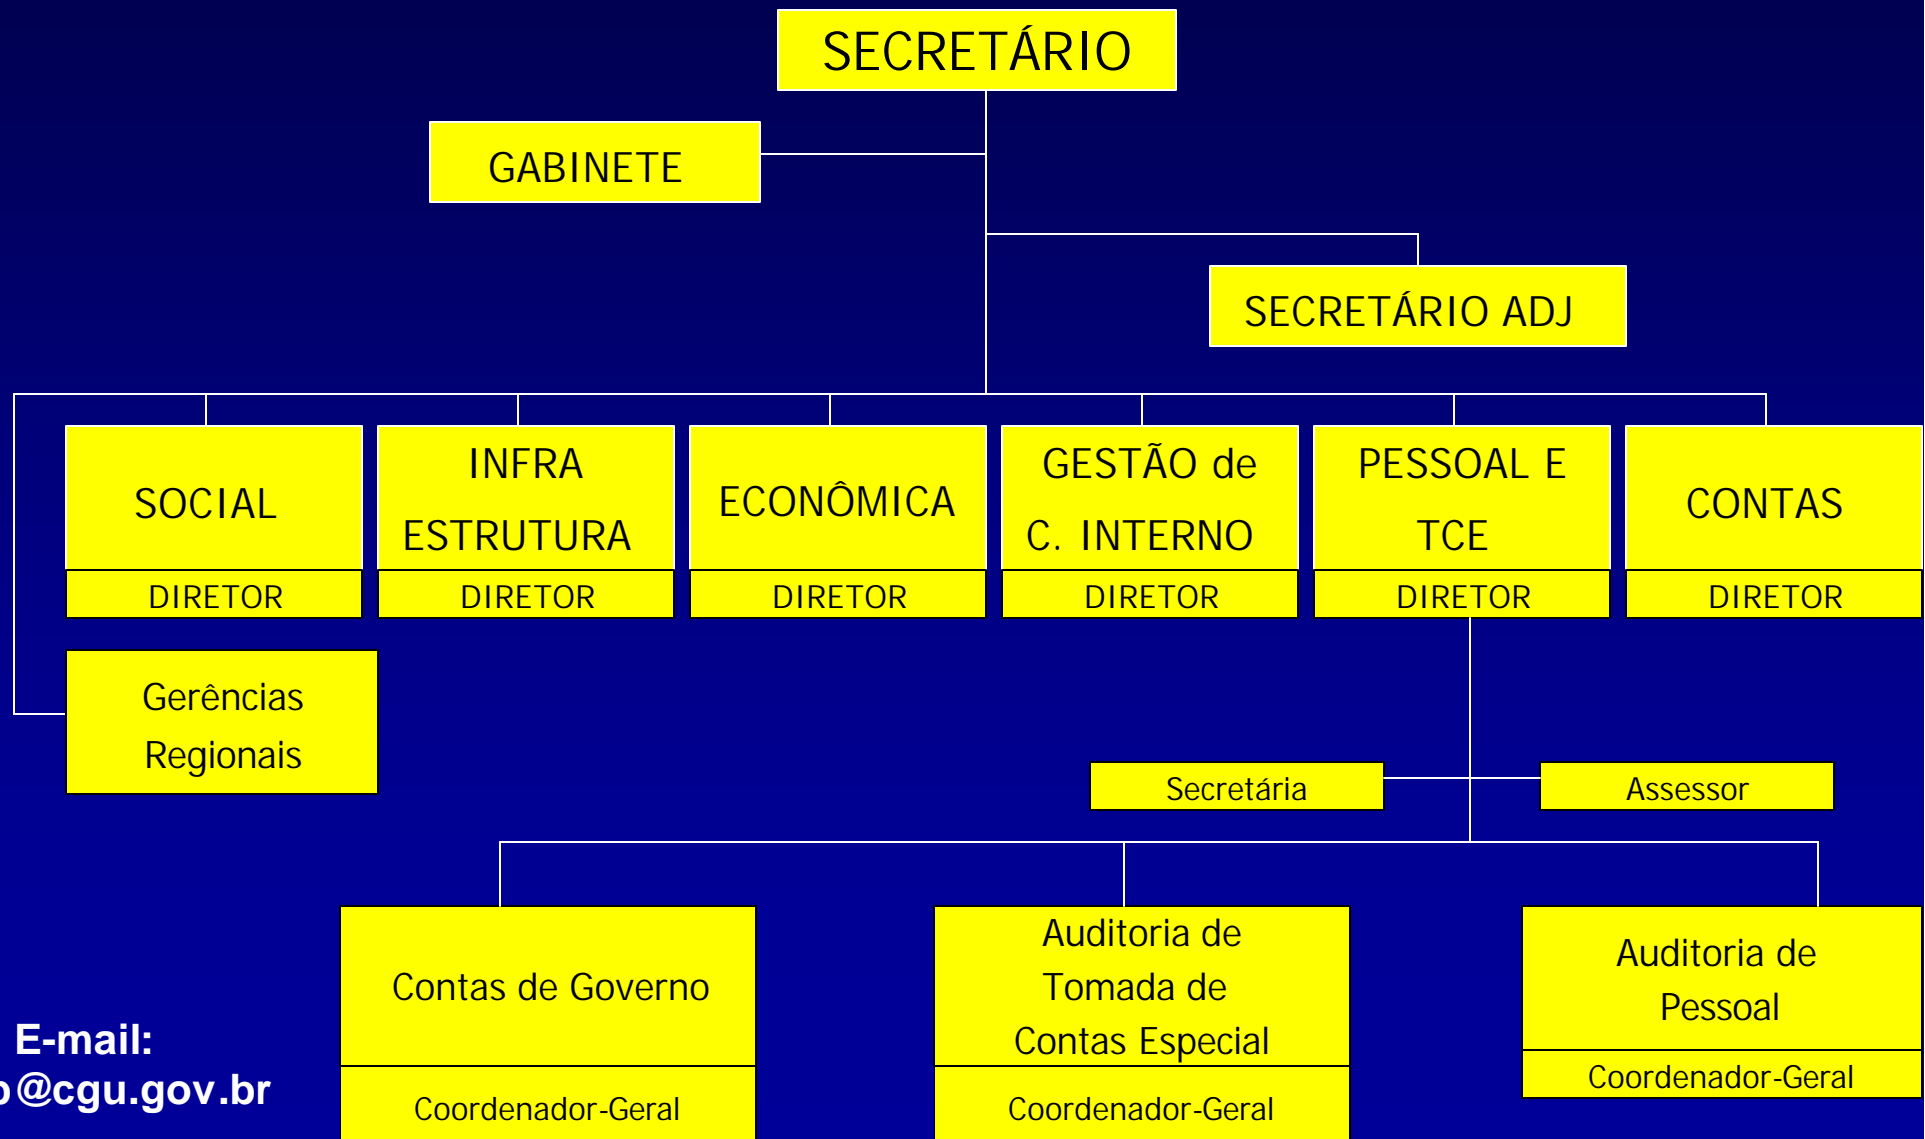 SECRETÁRIO
GABINETE
SECRETÁRIO ADJ
SOCIAL
DIRETOR
INFRA
ESTRUTURA
DIRETOR
ECONÔMICA
DIRETOR
GESTÃO de
C. INTERNO
DIRETOR
PESSOAL E
TCE
DIRETOR
CONTAS
DIRETOR
Gerências
Regionais
Secretária
Assessor
Contas de Governo
Coordenador-Geral
Auditoria de
Tomada de
Contas Especial
Coordenador-Geral
Auditoria de
Pessoal
Coordenador-Geral
E-mail:
@cgu.gov.br